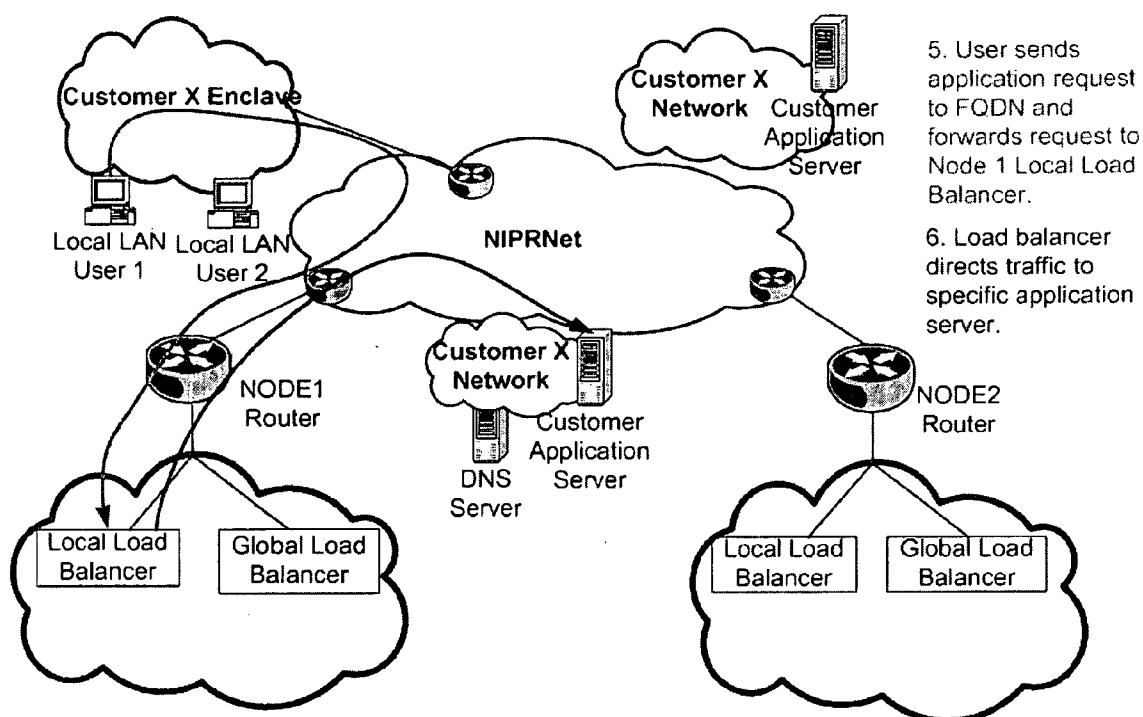 Customer X Enclave
Local LAN
User 1
Local LAN
User 2
Customer X
Network
Customer
Application
Server
5. User sends
application request
to FQDN and
forwards request to
Node 1 Local Load
Balancer.
6. Load balancer
directs traffic to
specific application
server.
NIPRNet
NODE1
Router
Customer X
Network
DNS
Server
Customer
Application
Server
NODE2
Router
Local Load
Balancer
Global Load
Balancer
Local Load
Balancer
Global Load
Balancer